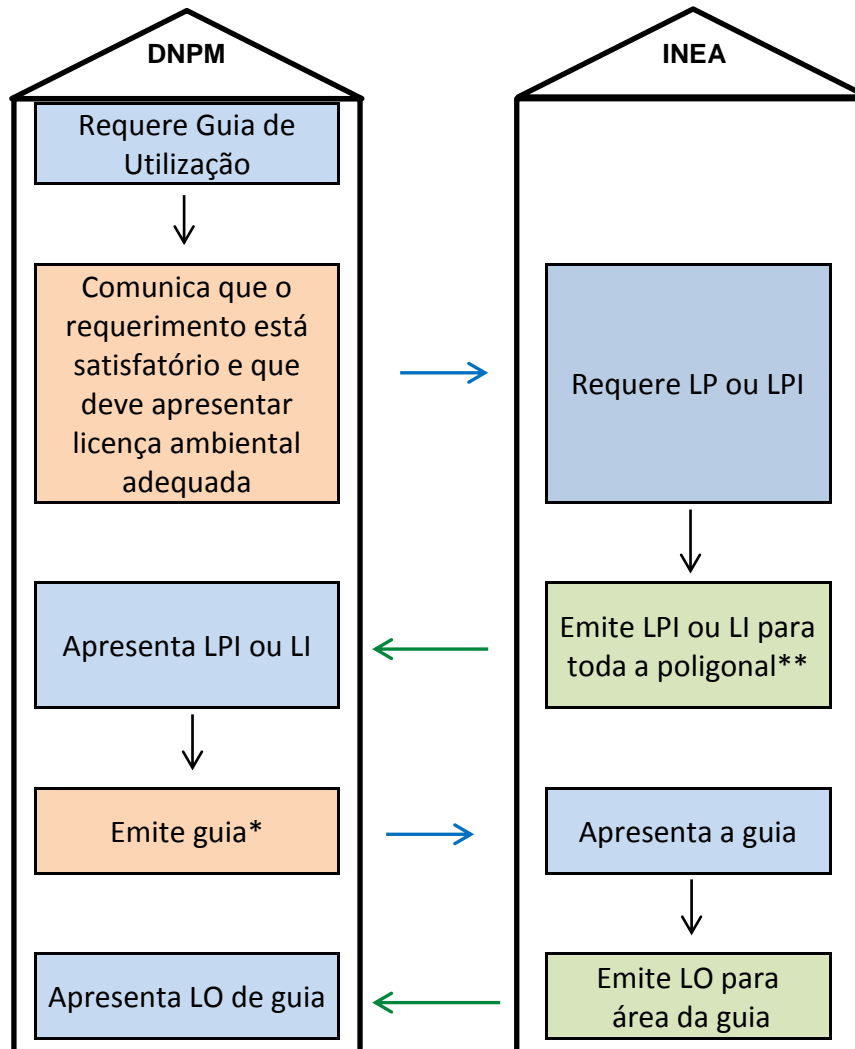 DNPM
INEA
Requere Guia de
Utilização
Comunica que o
requerimento está
satisfatório e que
deve apresentar
licença ambiental
adequada
Requere LP ou LPI
Apresenta LPI ou LI
Emite LPI ou LI para
toda a poligonal**
Emite guia*
Apresenta a guia
Apresenta LO de guia
Emite LO para
área da guia